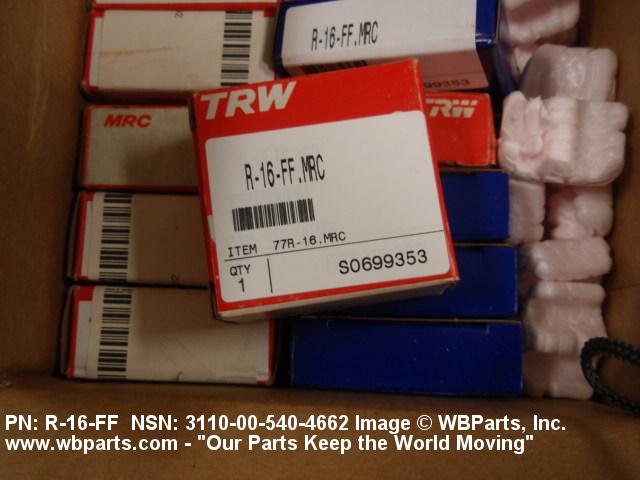 R-16-FF.MRC
99353
TRW
MRC
TRW
R-16-FF.MRC
ITEM 77R-16.MRC
QTY
1
S0699353
PN: R-16-FF NSN: 3110-00-540-4662 Image © WBParts, Inc.
www.wbparts.com - "Our Parts Keep the World Moving"